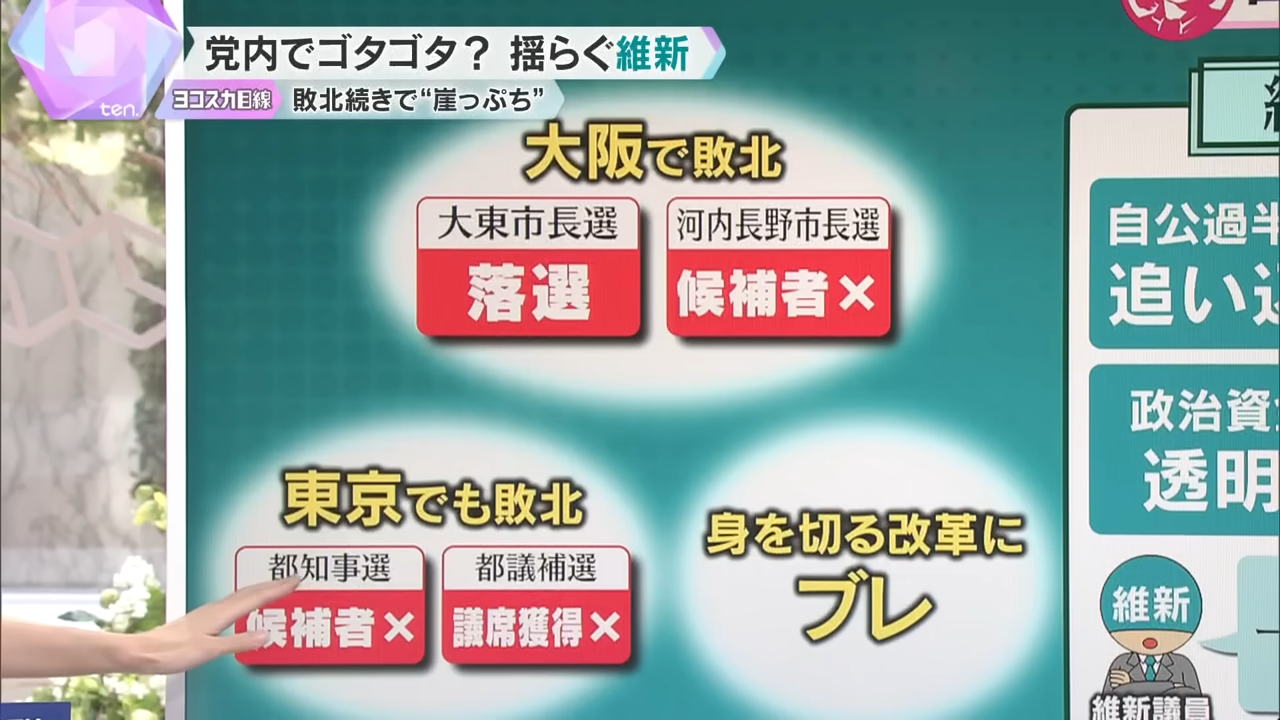 党内でゴタゴタ？ 揺らぐ維新
ten.
ヨコスカ目線
敗北続きで“崖っぷち”
大阪で敗北
大東市長選
落選
河内長野市長選
候補者×
東京でも敗北
都知事選
候補者×
都議補選
議席獲得×
身を切る改革に
ブレ
自公過半
追い
政治資
透明
維新
維新議員